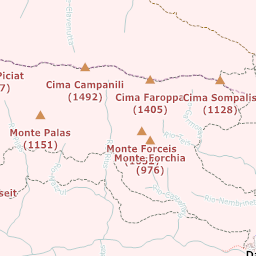 Piciat
7)
Cima Campanili
(1492)
Cima Faroppa
(1405)
Cima Sompalis
(1128)
Monte Palas
(1151)
Monte Forceis
Monte Forchia
(976)
seit